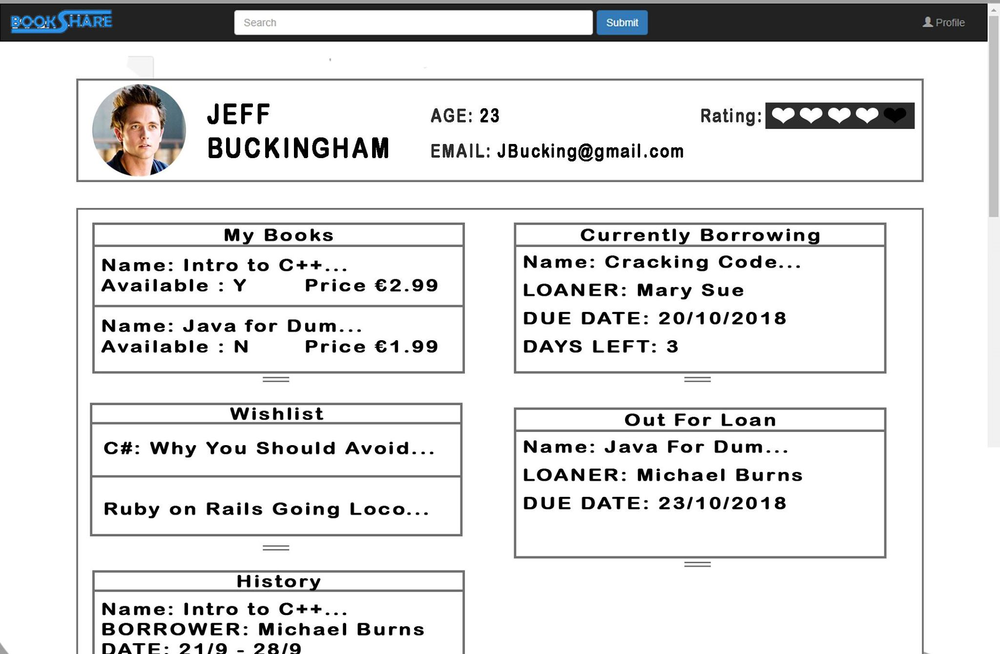 BOOKSHARE
Search
Submit
Profile
JEFF
BUCKINGHAM
AGE: 23
EMAIL: JBucking@gmail.com
Rating:
My Books
Name: Intro to C++...
Available : Y Price €2.99
Name: Java for Dum...
Available : N Price €1.99
Currently Borrowing
Name: Cracking Code...
LOANER: Mary Sue
DUE DATE: 20/10/2018
DAYS LEFT: 3
Wishlist
C#: Why You Should Avoid...
Ruby on Rails Going Loco...
Out For Loan
Name: Java For Dum...
LOANER: Michael Burns
DUE DATE: 23/10/2018
History
Name: Intro to C++...
BORROWER: Michael Burns
DATE: 21/9 - 28/9